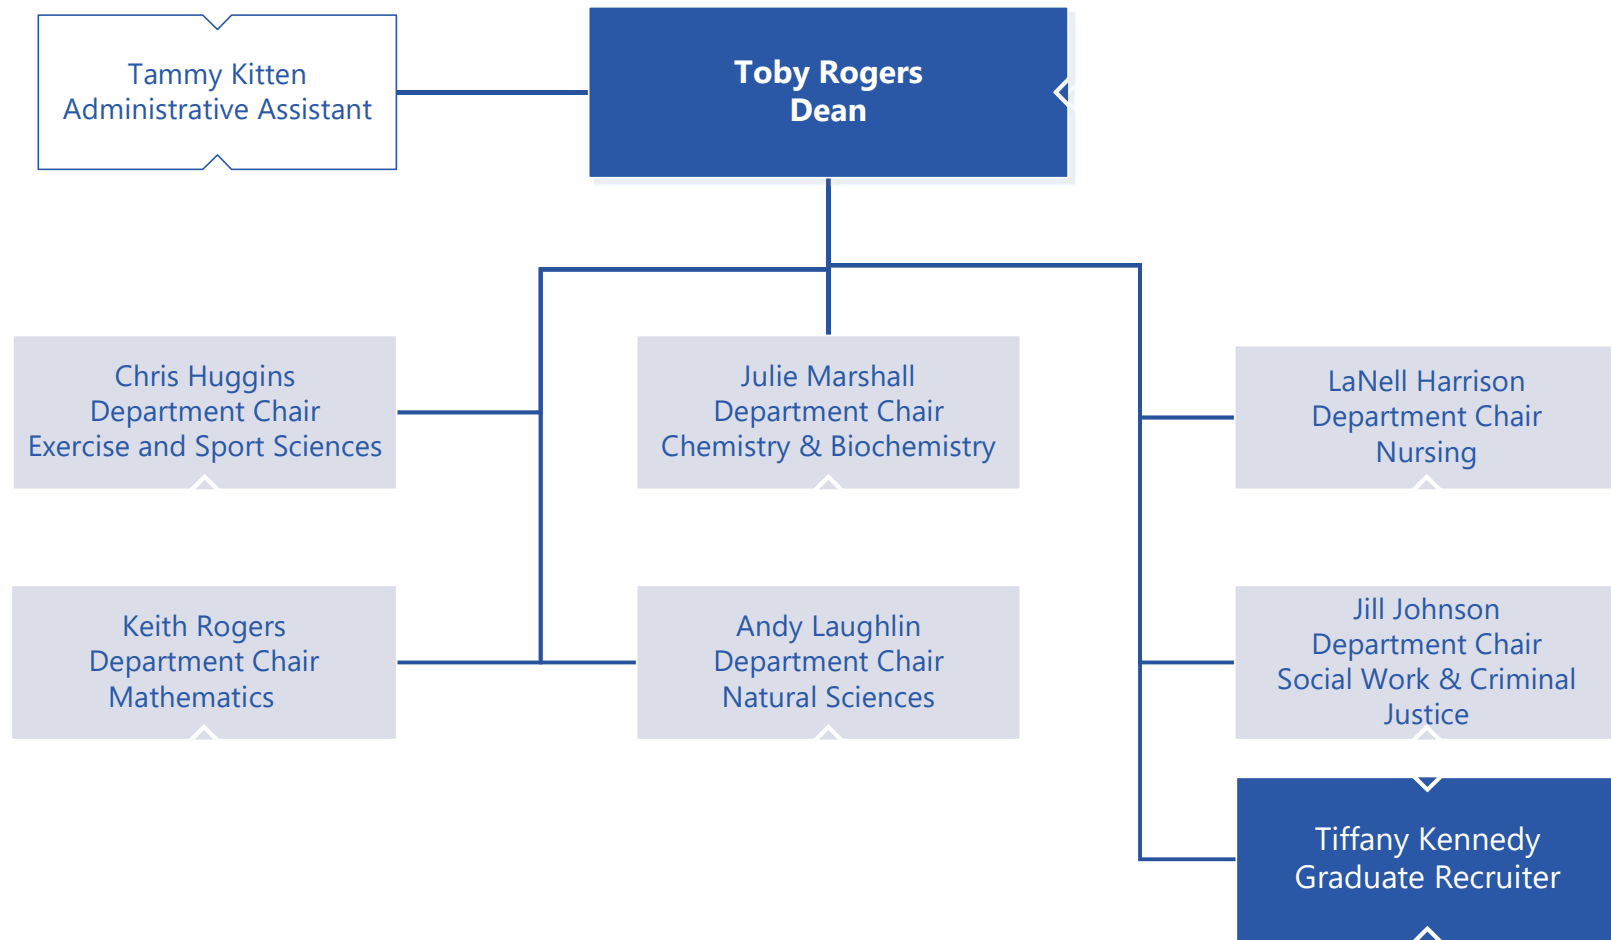 Tammy Kitten
Administrative Assistant
Toby Rogers
Dean
Chris Huggins
Department Chair
Exercise and Sport Sciences
Julie Marshall
Department Chair
Chemistry & Biochemistry
LaNell Harrison
Department Chair
Nursing
Keith Rogers
Department Chair
Mathematics
Andy Laughlin
Department Chair
Natural Sciences
Jill Johnson
Department Chair
Social Work & Criminal
Justice
Tiffany Kennedy
Graduate Recruiter